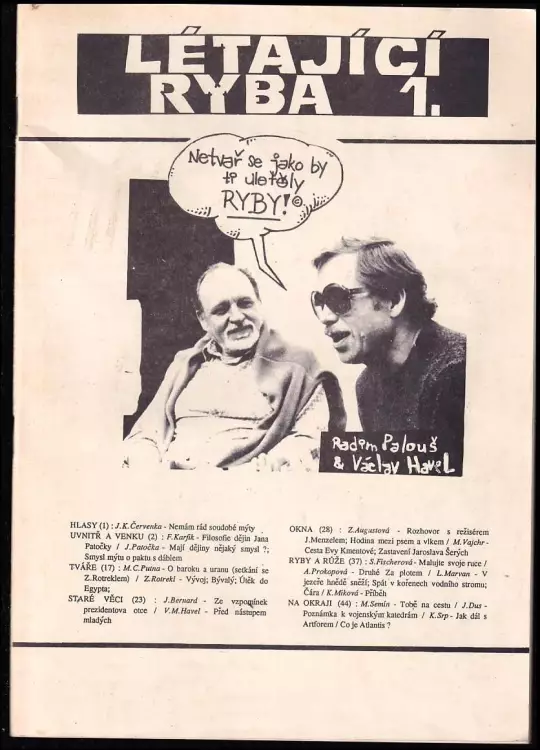 LÉTAJÍCÍ
RYBA 1.
Netvař se jako by
ti uletěly
RYBY!©
Radim Palouš
& Václav Havel
HLASY (1) : J.K.Červenka - Nemám rád soudobé mýty
UVNITŘ A VENKU (2) : F.Karfík - Filosofie dějin Jana
Patočky / J.Patočka - Mají dějiny nějaký smysl ?;
Smysl mýtu o paktu s ďáblem
TVÁŘE (17) : M.C.Putna - O baroku a uranu (setkání se
Z.Rotreklem) / Z.Rotrekl - Vývoj; Bývalý; Útěk do
Egypta;
STARÉ VĚCI (23) : J.Bernard - Ze vzpomínek
prezidentova otce / V.M.Havel - Před nástupem
mladých
OKNA (28) : Z.Augustová - Rozhovor s režisérem
J.Menzelem; Hodina mezi psem a vlkem / M.Vajchr -
Cesta Evy Kmentové; Zastavení Jaroslava Šerých
RYBY A RŮŽE (37) : S.Fischerová - Malujte svoje ruce /
A.Prokopová - Druhé Za plotem / L.Marvan - V
jezeře hnědě sněží; Spát v kořenech vodního stromu;
Čára / K.Miková - Příběh
NA OKRAJI (44) : M.Semín - Tobě na cestu / J.Dus -
Poznámka k vojenským katedrám / K.Srp - Jak dál s
Artforem / Co je Atlantis ?